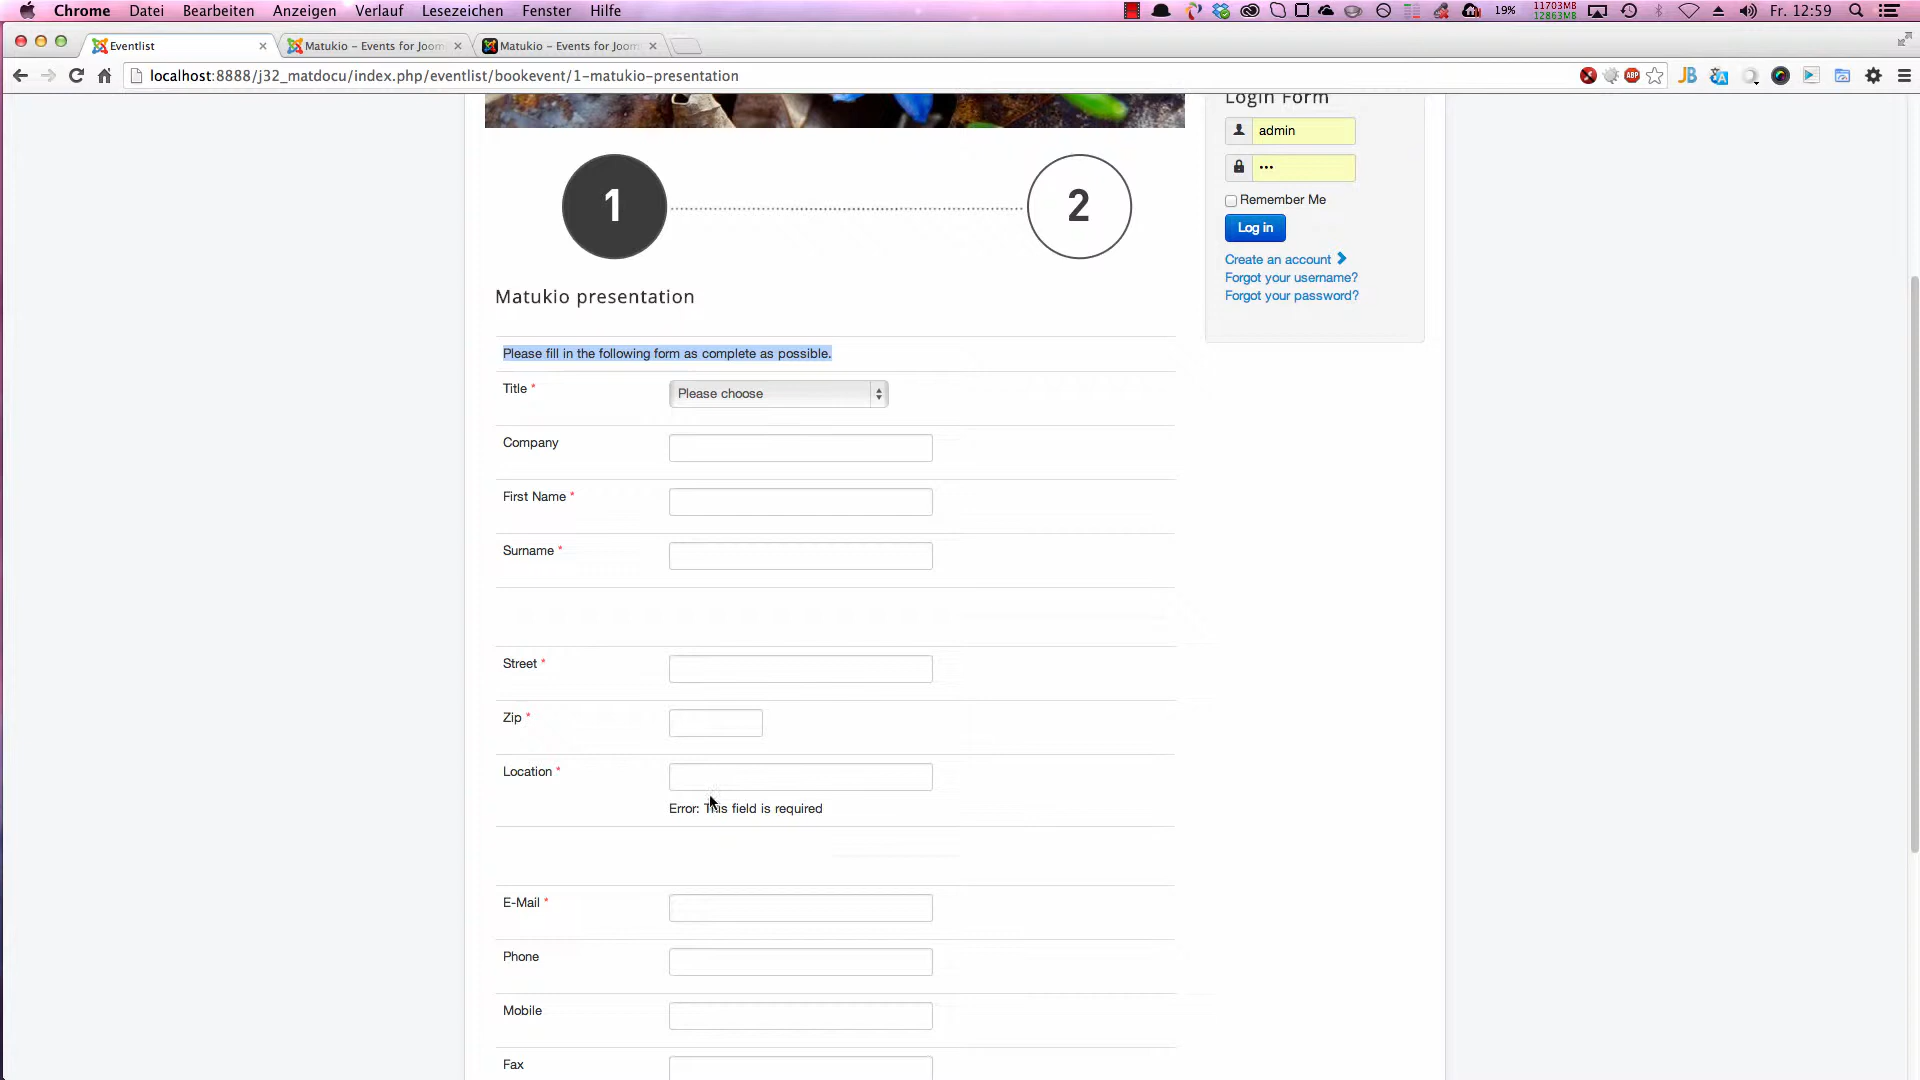 Chrome Datei Bearbeiten Anzeigen Verlauf Lesezeichen Fenster Hilfe 19% 11703MB 12863MB Fr. 12:59
Eventlist Matukio – Events for Joom Matukio – Events for Joom
localhost:8888/j32_matdocu/index.php/eventlist/bookevent/1-matukio-presentation ABP JB
Login Form
admin
•••
Remember Me
Log in
Create an account
Forgot your username?
Forgot your password?
1 2
Matukio presentation
Please fill in the following form as complete as possible.
Title * Please choose
Company
First Name *
Surname *
Street *
Zip *
Location *
Error: This field is required
E-Mail *
Phone
Mobile
Fax